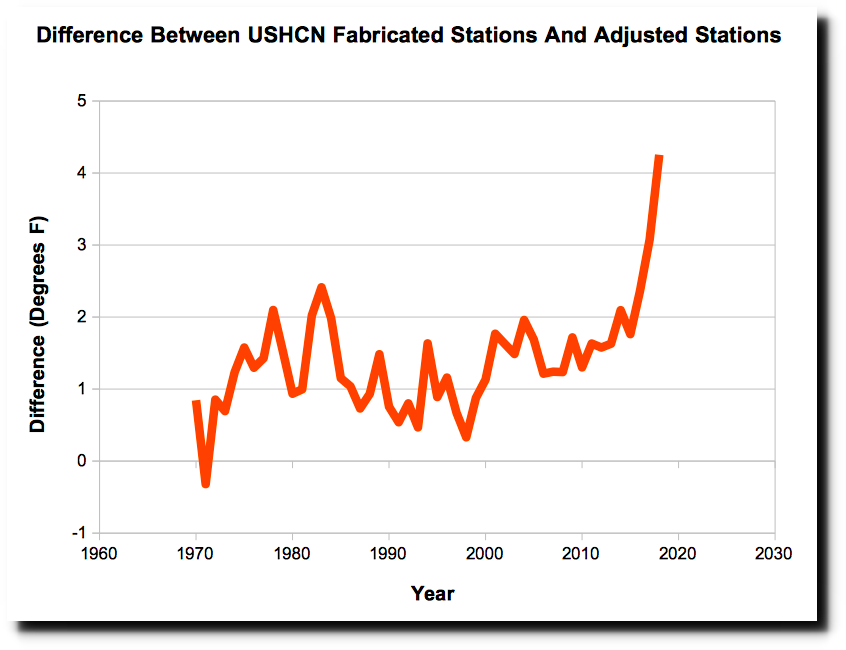 Difference Between USHCN Fabricated Stations And Adjusted Stations
5
4
3
2
1
0
-1
Difference (Degrees F)
1960 1970 1980 1990 2000 2010 2020 2030
Year